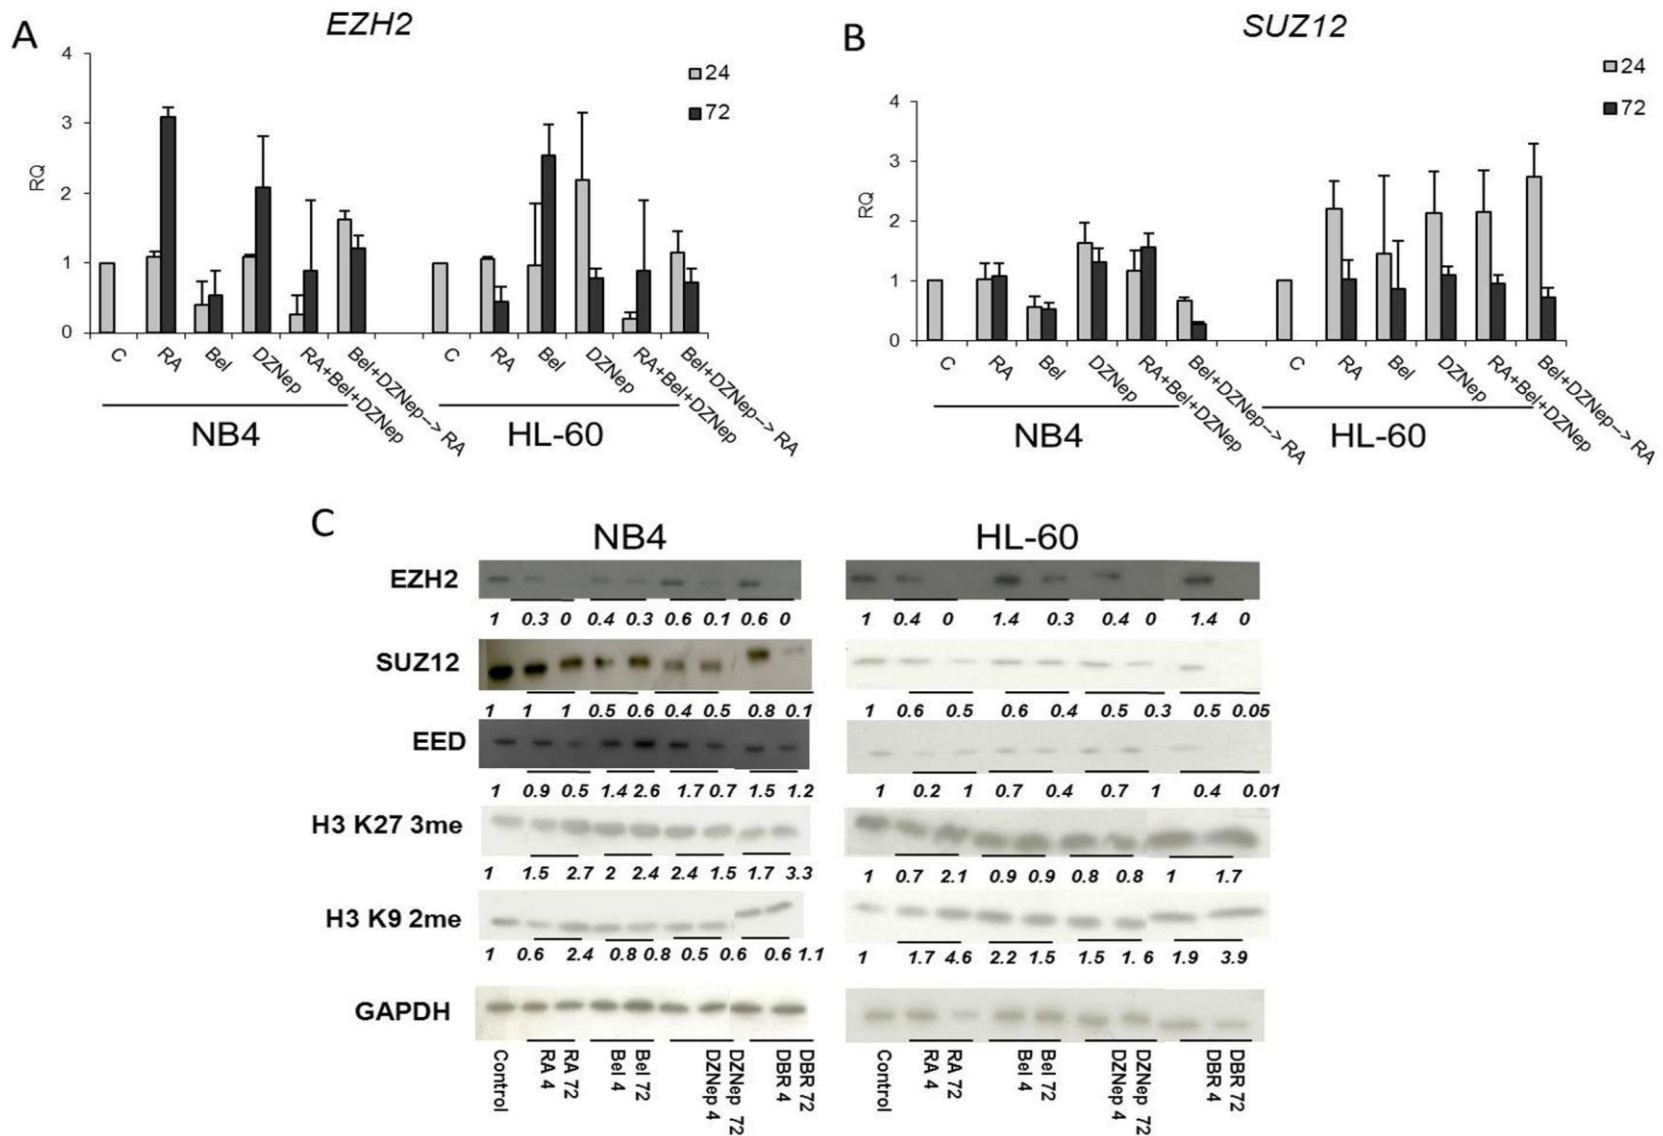 A
EZH2
4
3
2
1
0
RQ
24
72
C
RA
Bel
DZNep
RA+Bel+DZNep
Bel+DZNep--> RA
C
RA
Bel
DZNep
RA+Bel+DZNep
Bel+DZNep--> RA
NB4
HL-60
B
SUZ12
4
3
2
1
0
RQ
24
72
C
RA
Bel
DZNep
RA+Bel+DZNep
Bel+DZNep--> RA
C
RA
Bel
DZNep
RA+Bel+DZNep
Bel+DZNep--> RA
NB4
HL-60
C
NB4
HL-60
EZH2
1 0.3 0 0.4 0.3 0.6 0.1 0.6 0
1 0.4 0 1.4 0.3 0.4 0 1.4 0
SUZ12
1 1 1 0.5 0.6 0.4 0.5 0.8 0.1
1 0.6 0.5 0.6 0.4 0.5 0.3 0.5 0.05
EED
1 0.9 0.5 1.4 2.6 1.7 0.7 1.5 1.2
1 0.2 1 0.7 0.4 0.7 1 0.4 0.01
H3 K27 3me
1 1.5 2.7 2 2.4 2.4 1.5 1.7 3.3
1 0.7 2.1 0.9 0.9 0.8 0.8 1 1.7
H3 K9 2me
1 0.6 2.4 0.8 0.8 0.5 0.6 0.6 1.1
1 1.7 4.6 2.2 1.5 1.5 1.6 1.9 3.9
GAPDH
Control
RA 4
RA 72
Bel 4
Bel 72
DZNep 4
DZNep 72
DBR 4
DBR 72
Control
RA 4
RA 72
Bel 4
Bel 72
DZNep 4
DZNep 72
DBR 4
DBR 72